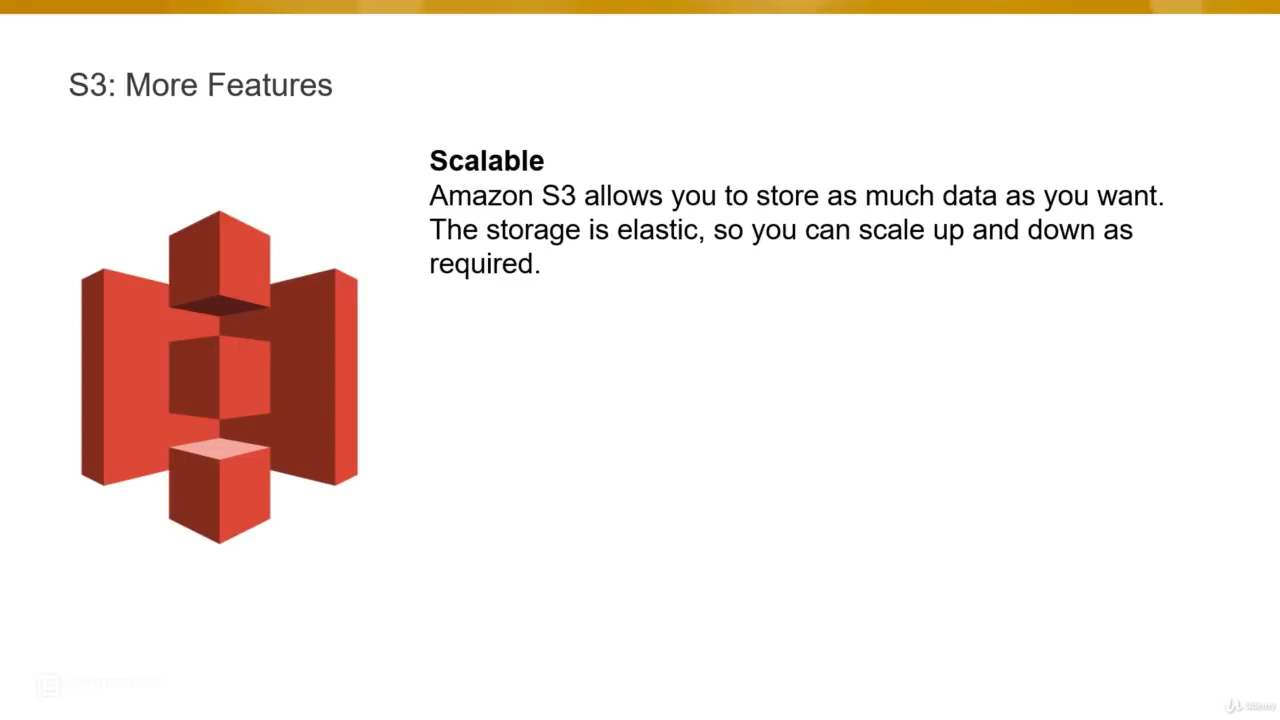 S3: More Features
Scalable
Amazon S3 allows you to store as much data as you want.
The storage is elastic, so you can scale up and down as
required.
Udemy